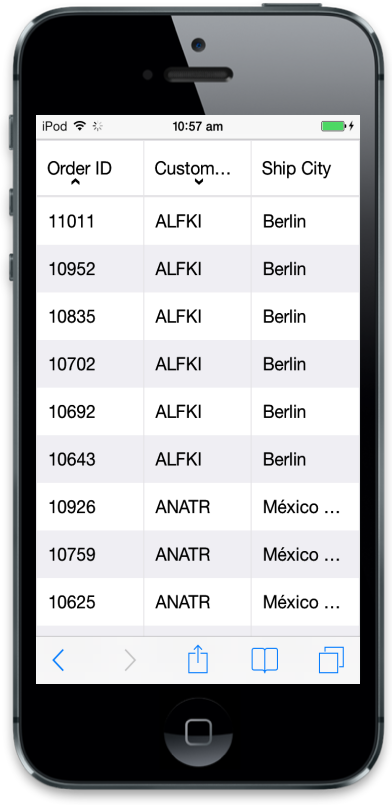 iPod 10:57 am
Order ID Custom... Ship City
11011 ALFKI Berlin
10952 ALFKI Berlin
10835 ALFKI Berlin
10702 ALFKI Berlin
10692 ALFKI Berlin
10643 ALFKI Berlin
10926 ANATR México ...
10759 ANATR México ...
10625 ANATR México ...